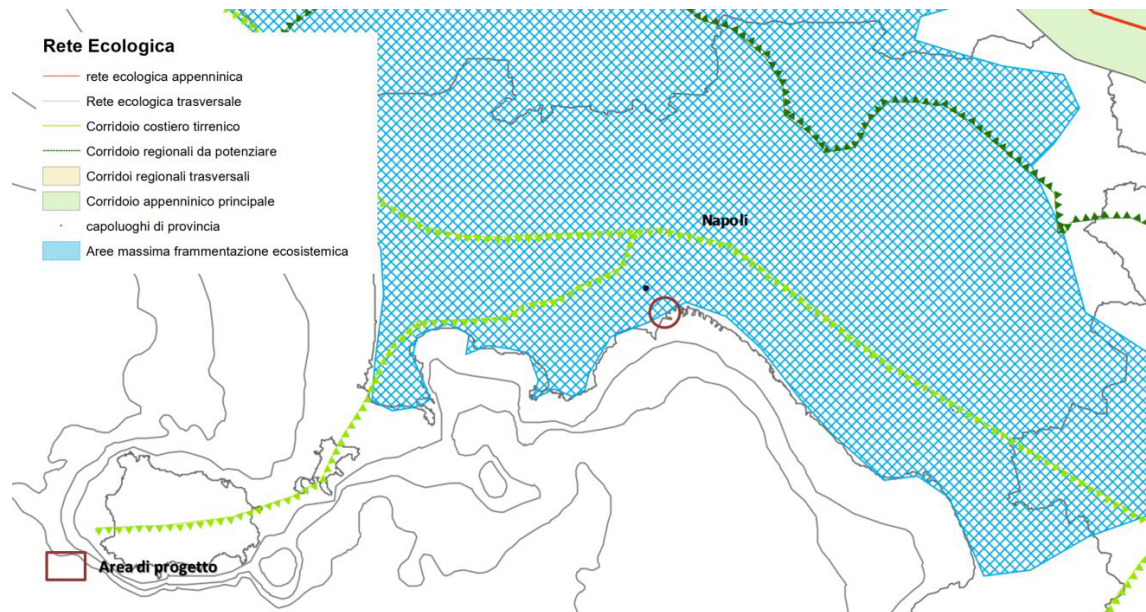 Rete Ecologica
rete ecologica appenninica
Rete ecologica trasversale
Corridoio costiero tirrenico
Corridoio regionali da potenziare
Corridoi regionali trasversali
Corridoio appenninico principale
capoluoghi di provincia
Aree massima frammentazione ecosistemica
Napoli
Area di progetto